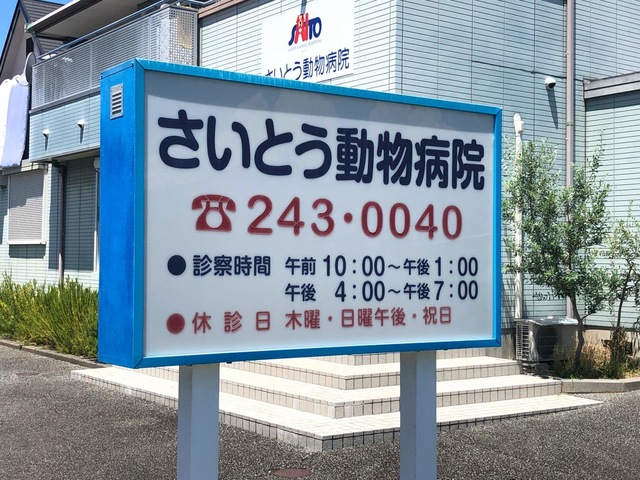 SAITO
さいとう動物病院
さいとう動物病院
☎243・0040
●診察時間 午前 10:00〜午後 1:00
午後 4:00〜午後 7:00
●休診日 木曜・日曜午後・祝日